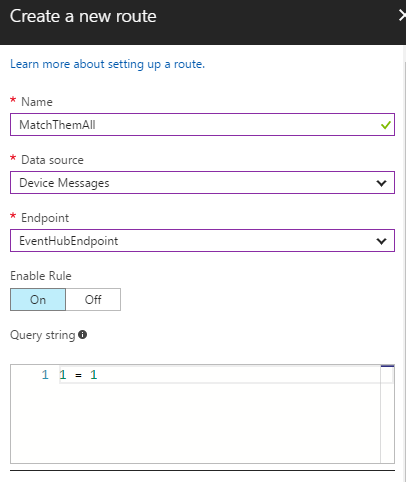 Create a new route
Learn more about setting up a route.
* Name
MatchThemAll
* Data source
Device Messages
* Endpoint
EventHubEndpoint
Enable Rule
On Off
Query string
1 1 = 1